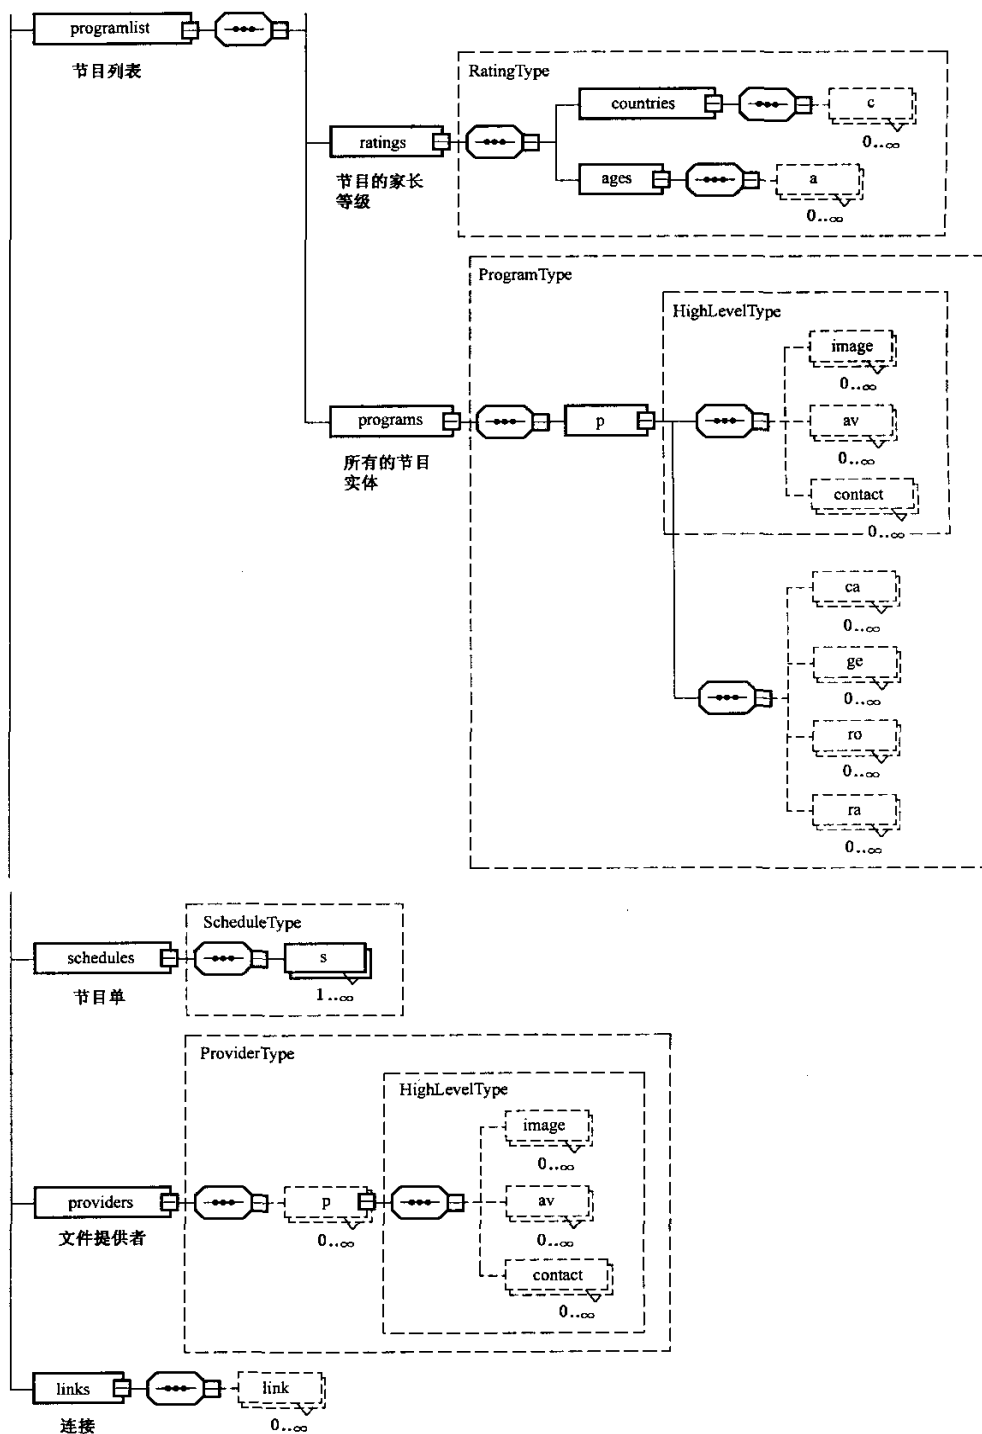 programlist
节目列表
RatingType
countries
c
0..∞
ratings
节目的家长
等级
ages
a
0..∞
ProgramType
HighLevelType
image
0..∞
programs
所有的节目
实体
p
av
0..∞
contact
0..∞
ca
0..∞
ge
0..∞
ro
0..∞
ra
0..∞
ScheduleType
schedules
节目单
s
1..∞
ProviderType
HighLevelType
image
0..∞
providers
文件提供者
p
0..∞
av
0..∞
contact
0..∞
links
连接
link
0..∞